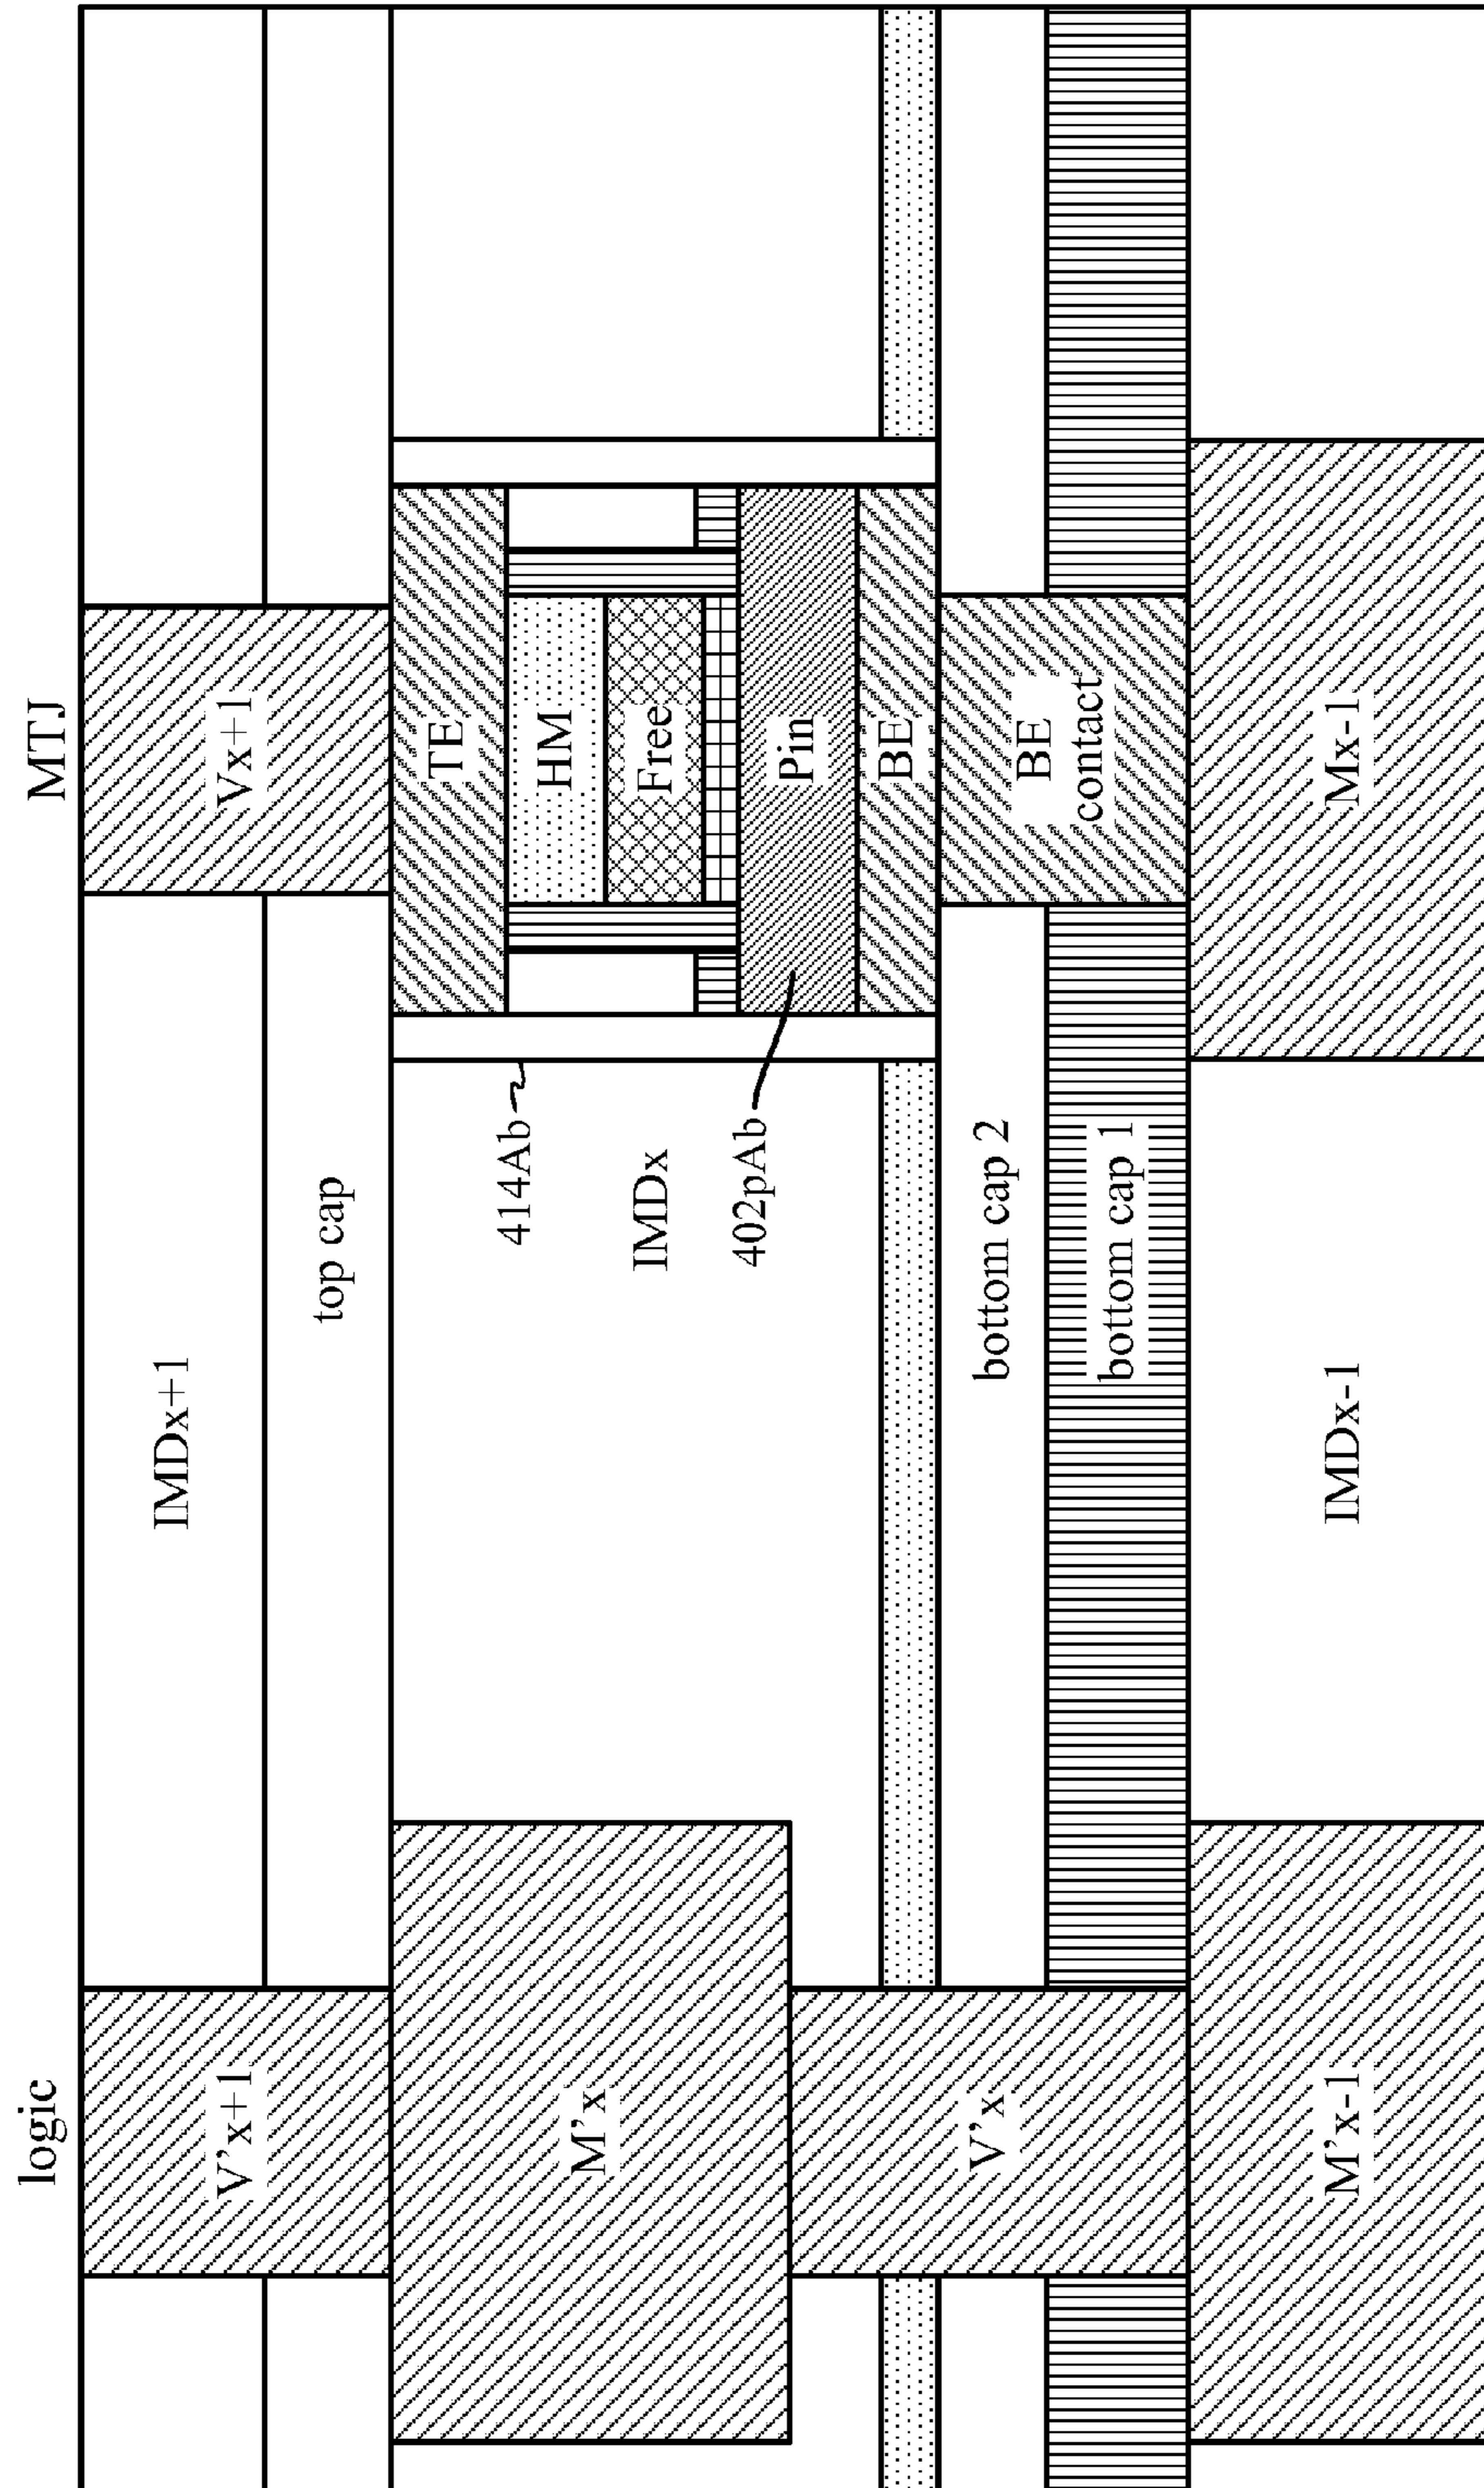 logic
MTJ
V'x+1
IMDx+1
Vx+1
top cap
TE
M'x
414Ab
HM
IMDx
Free
402pAb
Pin
BE
V'x
bottom cap 2
BE
contact
bottom cap 1
M'x-1
IMDx-1
Mx-1